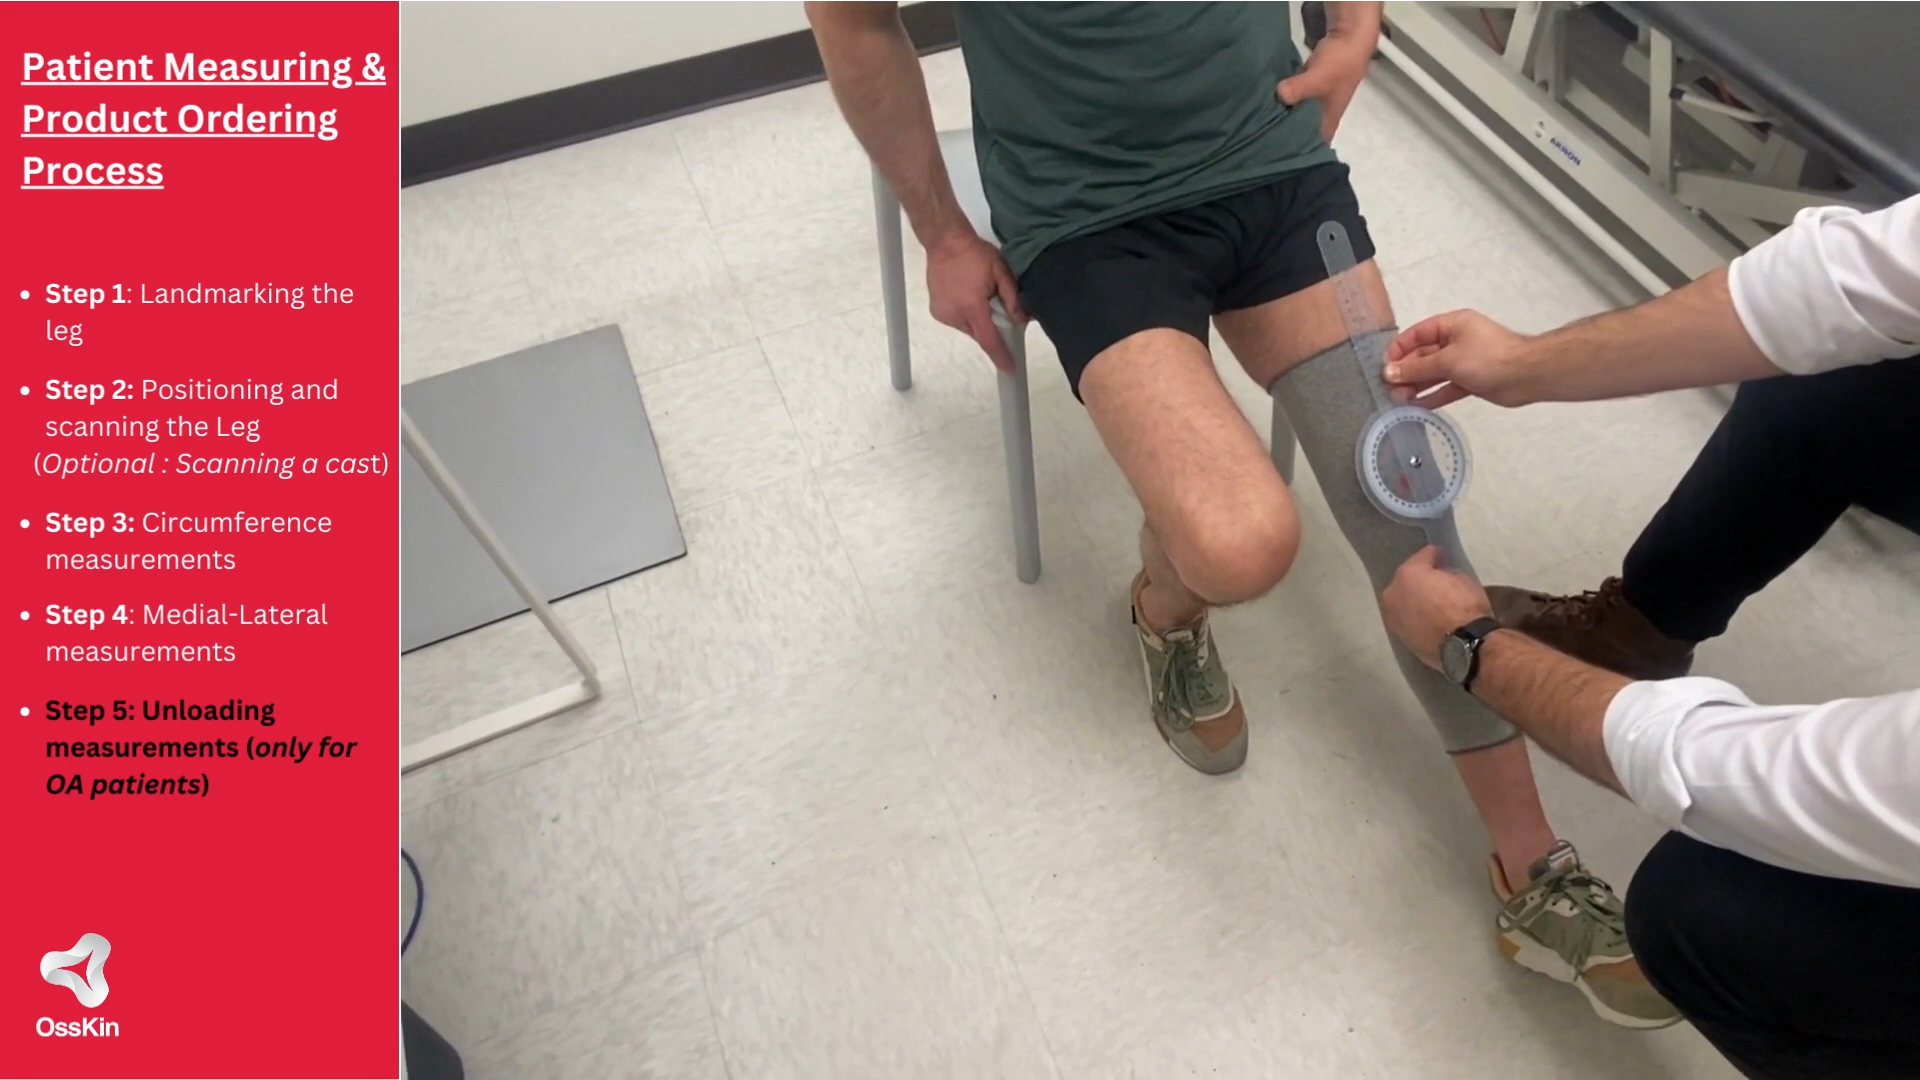 Patient Measuring &
Product Ordering
Process
• Step 1: Landmarking the
leg
• Step 2: Positioning and
scanning the Leg
(Optional : Scanning a cast)
• Step 3: Circumference
measurements
• Step 4: Medial-Lateral
measurements
• Step 5: Unloading
measurements (only for
OA patients)
OssKin
AKRON